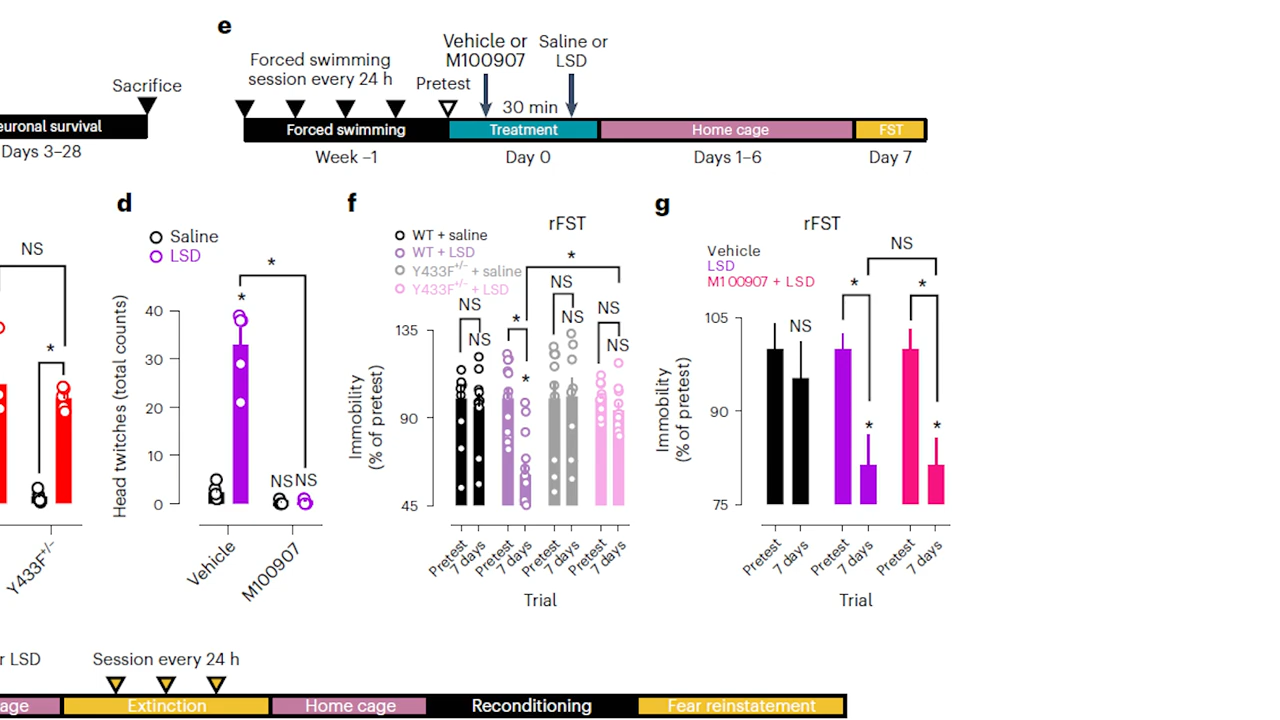 e
Forced swimming
session every 24 h
Pretest
Vehicle or
M100907
Saline or
LSD
30 min
Sacrifice
euronal survival
Days 3–28
Forced swimming
Treatment
Home cage
FST
Week –1
Day 0
Days 1–6
Day 7
NS
*
Y433F+/–
d
Saline
LSD
Head twitches (total counts)
40
30
20
10
0
*
*
NS
NS
Vehicle
M100907
f
rFST
WT + saline
WT + LSD
Y433F+/– + saline
Y433F+/– + LSD
Immobility
(% of pretest)
135
90
45
NS
NS
*
*
*
NS
NS
NS
NS
Pretest
7 days
Pretest
7 days
Pretest
7 days
Pretest
7 days
Trial
g
rFST
Vehicle
LSD
M100907 + LSD
Immobility
(% of pretest)
105
90
75
NS
NS
*
*
*
*
Pretest
7 days
Pretest
7 days
Pretest
7 days
Trial
r LSD
Session every 24 h
age
Extinction
Home cage
Reconditioning
Fear reinstatement